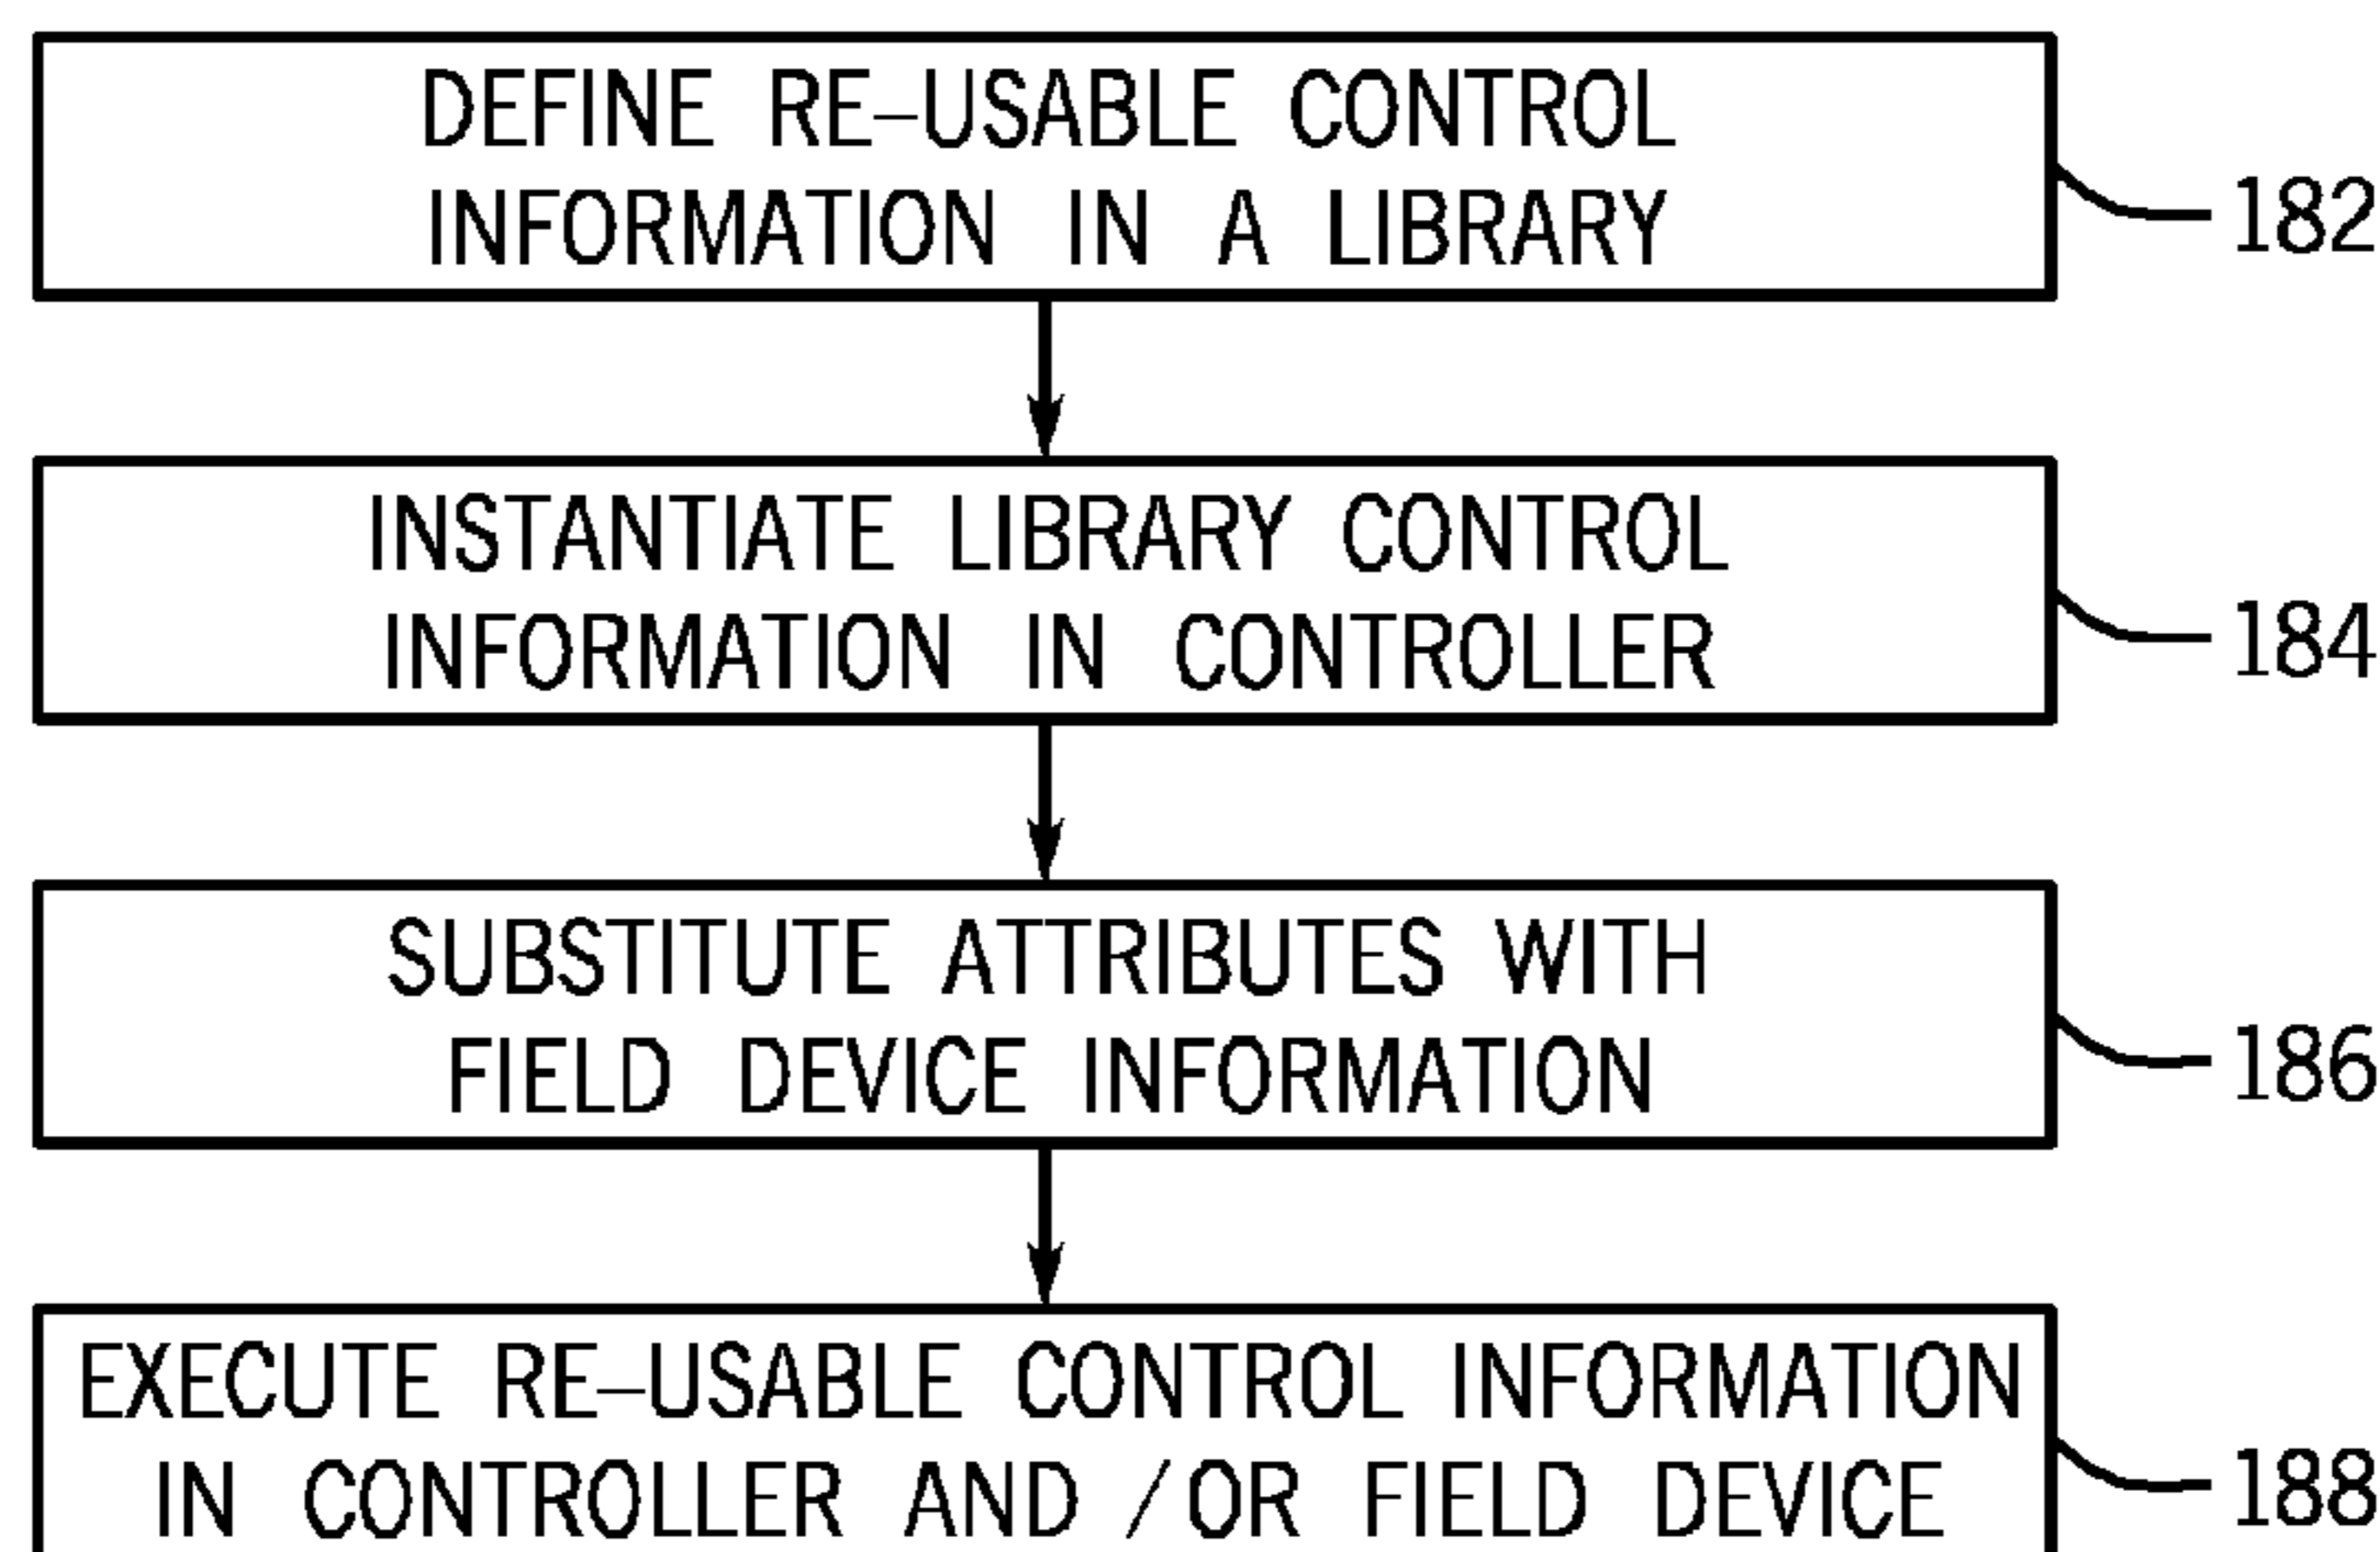 DEFINE RE-USABLE CONTROL
INFORMATION IN A LIBRARY
182
INSTANTIATE LIBRARY CONTROL
INFORMATION IN CONTROLLER
184
SUBSTITUTE ATTRIBUTES WITH
FIELD DEVICE INFORMATION
186
EXECUTE RE-USABLE CONTROL INFORMATION
IN CONTROLLER AND /OR FIELD DEVICE
188